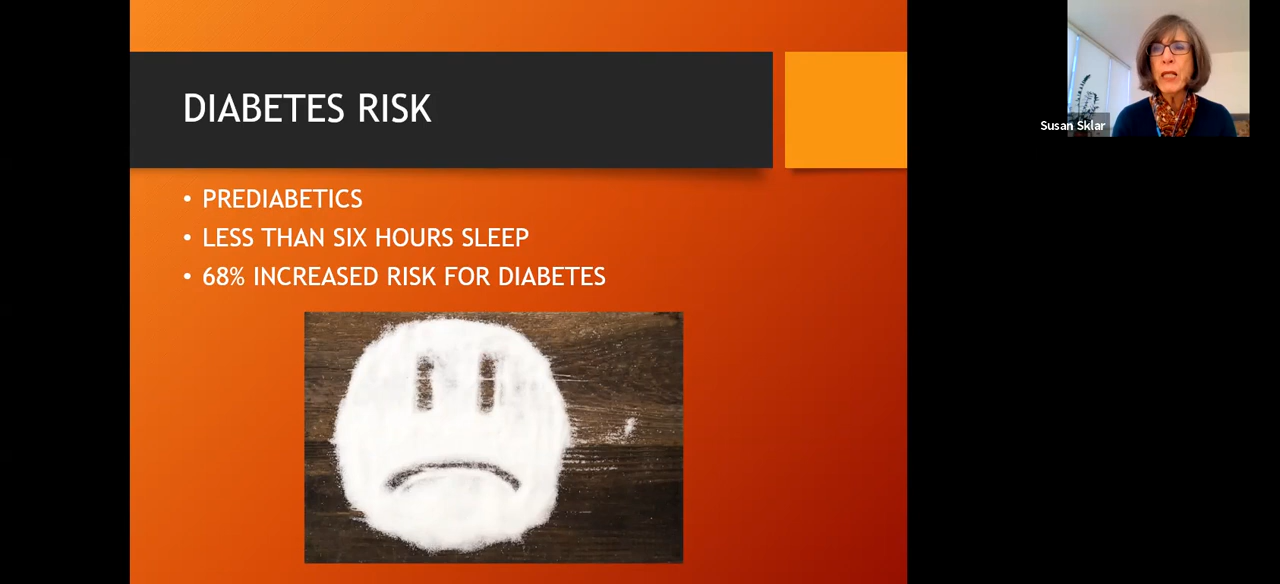 DIABETES RISK
• PREDIABETICS
• LESS THAN SIX HOURS SLEEP
• 68% INCREASED RISK FOR DIABETES
Susan Sklar